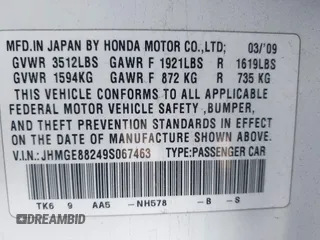 MFD.IN JAPAN BY HONDA MOTOR CO.,LTD; 03/'09
GVWR 3512LBS GAWR F 1921LBS R 1619LBS
GVWR 1594KG GAWR F 872 KG R 735 KG
THIS VEHICLE CONFORMS TO ALL APPLICABLE
FEDERAL MOTOR VEHICLE SAFETY ,BUMPER,
AND THEFT PREVENTION STANDARDS IN EFFECT
ON THE DATE OF MANUFACTURE SHOWN ABOVE.
V.I.N.: JHMGE88249S067463 TYPE:PASSENGER CAR
TK6 9 AA5 -NH578 -B -S